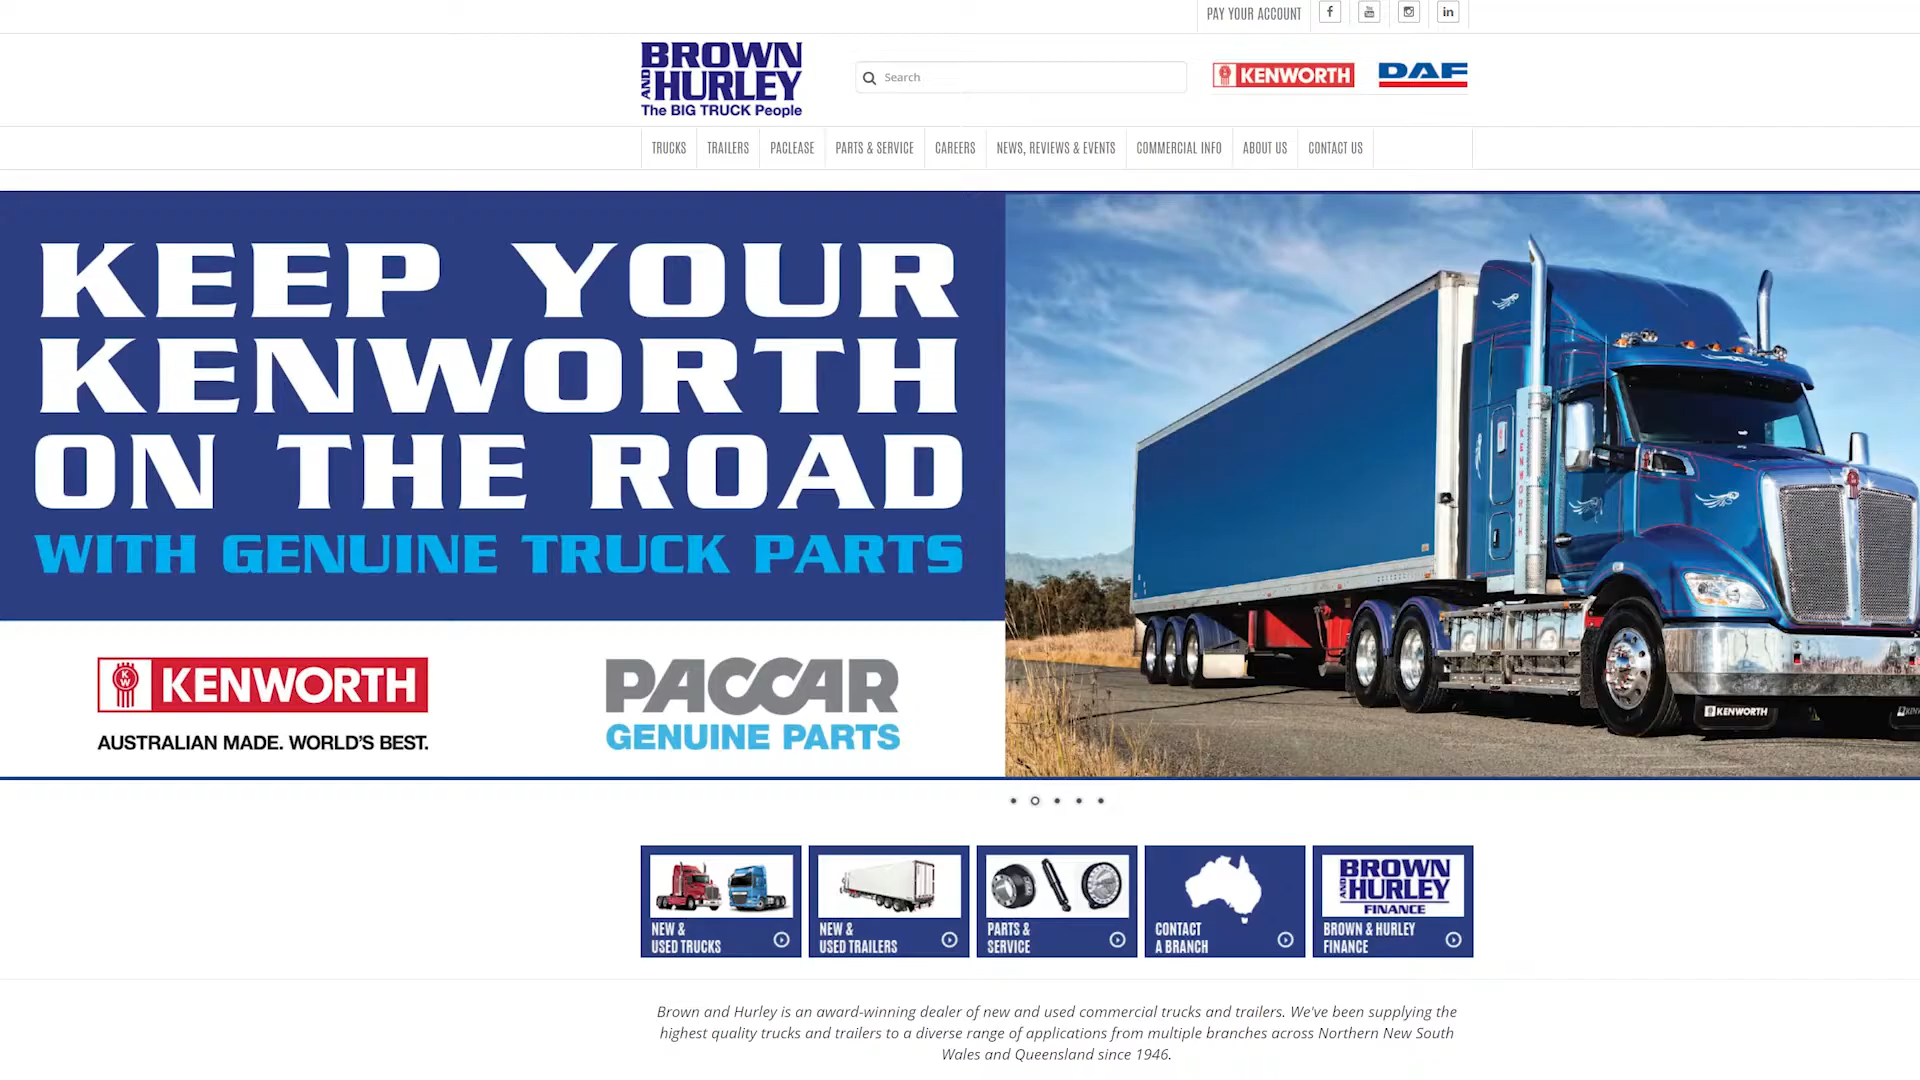 PAY YOUR ACCOUNT
BROWN
AND HURLEY
The BIG TRUCK People
Search
KENWORTH
DAF
TRUCKS
TRAILERS
PACLEASE
PARTS & SERVICE
CAREERS
NEWS, REVIEWS & EVENTS
COMMERCIAL INFO
ABOUT US
CONTACT US
KEEP YOUR
KENWORTH
ON THE ROAD
WITH GENUINE TRUCK PARTS
KW KENWORTH
AUSTRALIAN MADE. WORLD'S BEST.
PACCAR
GENUINE PARTS
KENWORTH
KENWORTH
NEW &
USED TRUCKS
NEW &
USED TRAILERS
PARTS &
SERVICE
CONTACT
A BRANCH
BROWN
AND HURLEY
FINANCE
BROWN & HURLEY
FINANCE
Brown and Hurley is an award-winning dealer of new and used commercial trucks and trailers. We've been supplying the
highest quality trucks and trailers to a diverse range of applications from multiple branches across Northern New South
Wales and Queensland since 1946.